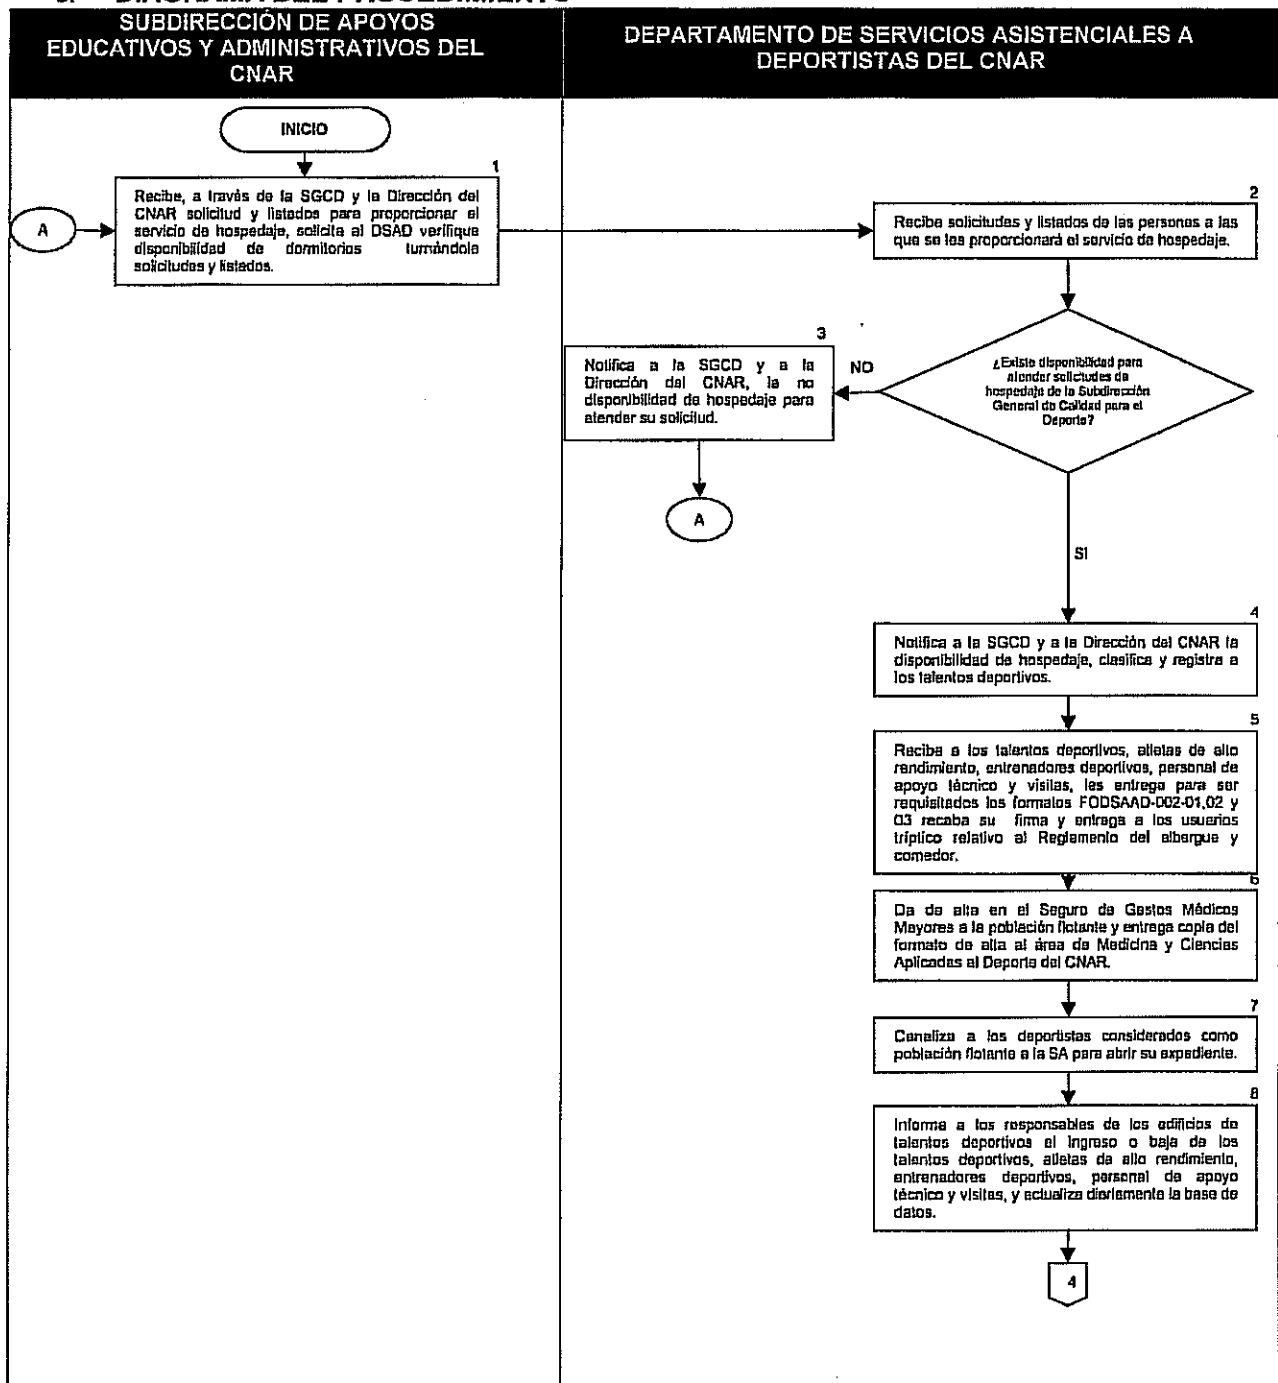 DIAGRAMA DEL PROCEDIMIENTO
SUBDIRECCIÓN DE APOYOS
EDUCATIVOS Y ADMINISTRATIVOS DEL
CNAR
DEPARTAMENTO DE SERVICIOS ASISTENCIALES A
DEPORTISTAS DEL CNAR
INICIO
1
A
Recibe, a través de la SGCD y la Dirección del
CNAR solicitud y listados para proporcionar el
servicio de hospedaje, solicita al DSAD verifique
disponibilidad de dormitorios turnándole
solicitudes y listados.
2
Recibe solicitudes y listados de las personas a las
que se les proporcionará el servicio de hospedaje.
¿Existe disponibilidad para
atender solicitudes de
hospedaje de la Subdirección
General de Calidad para el
Deporte?
NO
3
Notifica a la SGCD y a la
Dirección del CNAR, la no
disponibilidad de hospedaje para
atender su solicitud.
A
SI
4
Notifica a la SGCD y a la Dirección del CNAR la
disponibilidad de hospedaje, clasifica y registra a
los talentos deportivos.
5
Recibe a los talentos deportivos, atletas de alto
rendimiento, entrenadores deportivos, personal de
apoyo técnico y visitas, les entrega para ser
requisitados los formatos FODSAAD-002-01,02 y
03 recaba su firma y entrega a los usuarios
tríptico relativo al Reglamento del albergue y
comedor.
6
Da de alta en el Seguro de Gastos Médicos
Mayores a la población flotante y entrega copia del
formato de alta al área de Medicina y Ciencias
Aplicadas al Deporte del CNAR.
7
Canaliza a los deportistas considerados como
población flotante a la SA para abrir su expediente.
8
Informa a los responsables de los edificios de
talentos deportivos el ingreso o baja de los
talentos deportivos, atletas de alto rendimiento,
entrenadores deportivos, personal de apoyo
técnico y visitas, y actualiza diariamente la base de
datos.
4